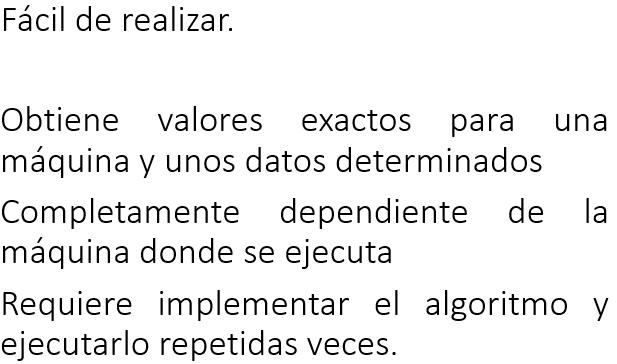 Fácil de realizar.
Obtiene valores exactos para una
máquina y unos datos determinados
Completamente dependiente de la
máquina donde se ejecuta
Requiere implementar el algoritmo y
ejecutarlo repetidas veces.